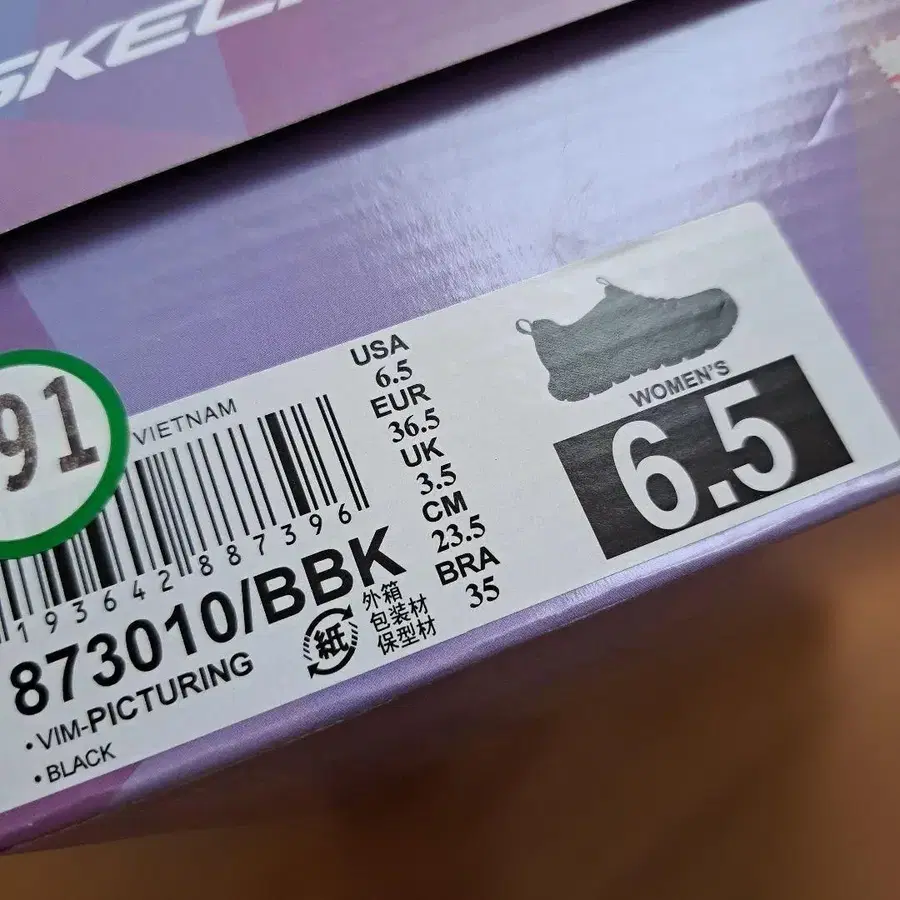 SKECH
91
VIETNAM
193642887396
873010/BBK
•VIM-PICTURING
•BLACK
紙
外箱
包装材
保型材
USA
6.5
EUR
36.5
UK
3.5
CM
23.5
BRA
35
WOMEN'S
6.5